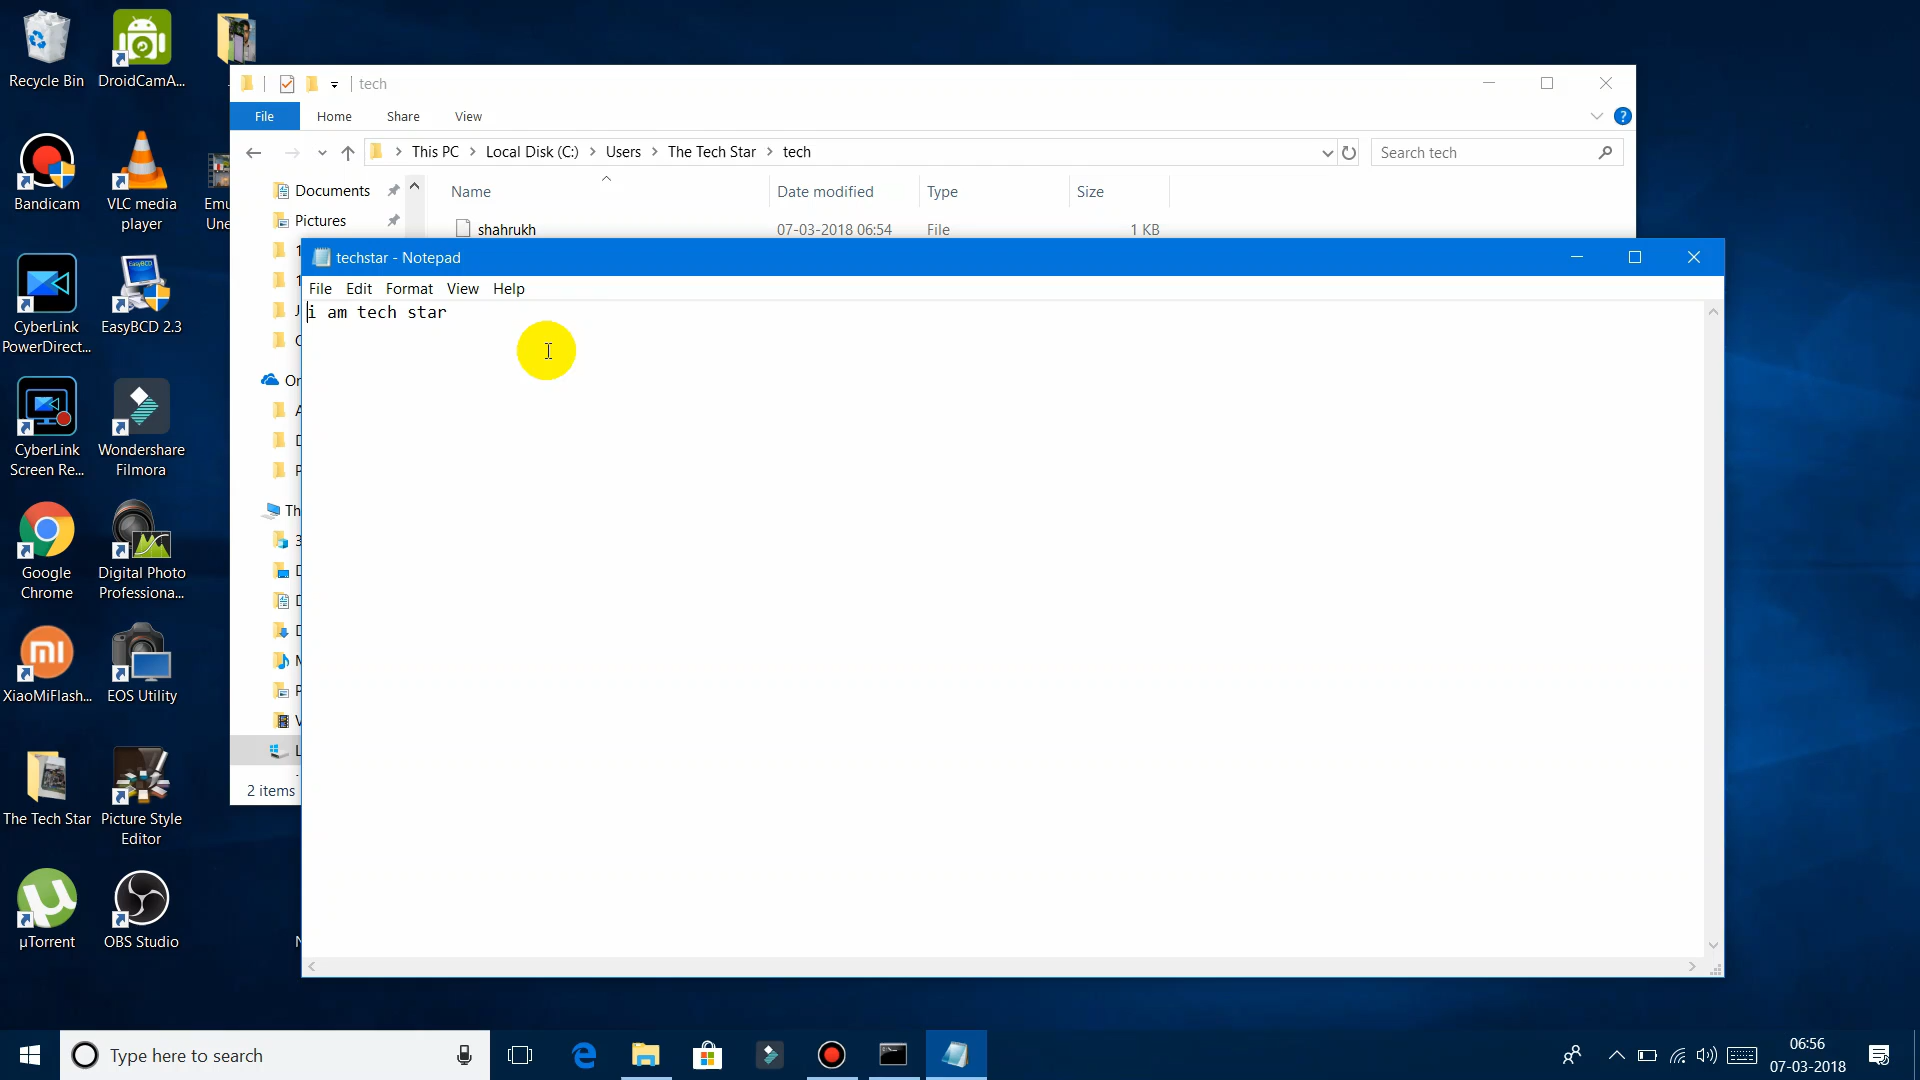 Recycle Bin
DroidCamA...
Bandicam
VLC media
player
Emu
Une
CyberLink
PowerDirect...
EasyBCD 2.3
CyberLink
Screen Re...
Wondershare
Filmora
Google
Chrome
Digital Photo
Professiona...
XiaoMiFlash...
EOS Utility
The Tech Star
Picture Style
Editor
µTorrent
OBS Studio
tech
File Home Share View
This PC > Local Disk (C:) > Users > The Tech Star > tech
Search tech
Documents
Pictures
Name Date modified Type Size
shahrukh 07-03-2018 06:54 File 1 KB
2 items
techstar - Notepad
File Edit Format View Help
i am tech star
Type here to search
06:56
07-03-2018